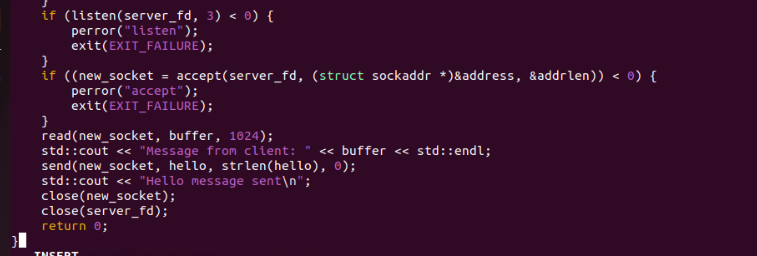 }
if (listen(server_fd, 3) < 0) {
perror("listen");
exit(EXIT_FAILURE);
}
if ((new_socket = accept(server_fd, (struct sockaddr *)&address, &addrlen)) < 0) {
perror("accept");
exit(EXIT_FAILURE);
}
read(new_socket, buffer, 1024);
std::cout << "Message from client: " << buffer << std::endl;
send(new_socket, hello, strlen(hello), 0);
std::cout << "Hello message sent\n";
close(new_socket);
close(server_fd);
return 0;
}
INSERT